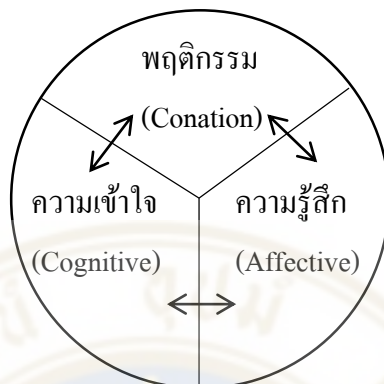 พฤติกรรม
(Conation)
ความเข้าใจ
ความรู้สึก
(Cognitive)
(Affective)